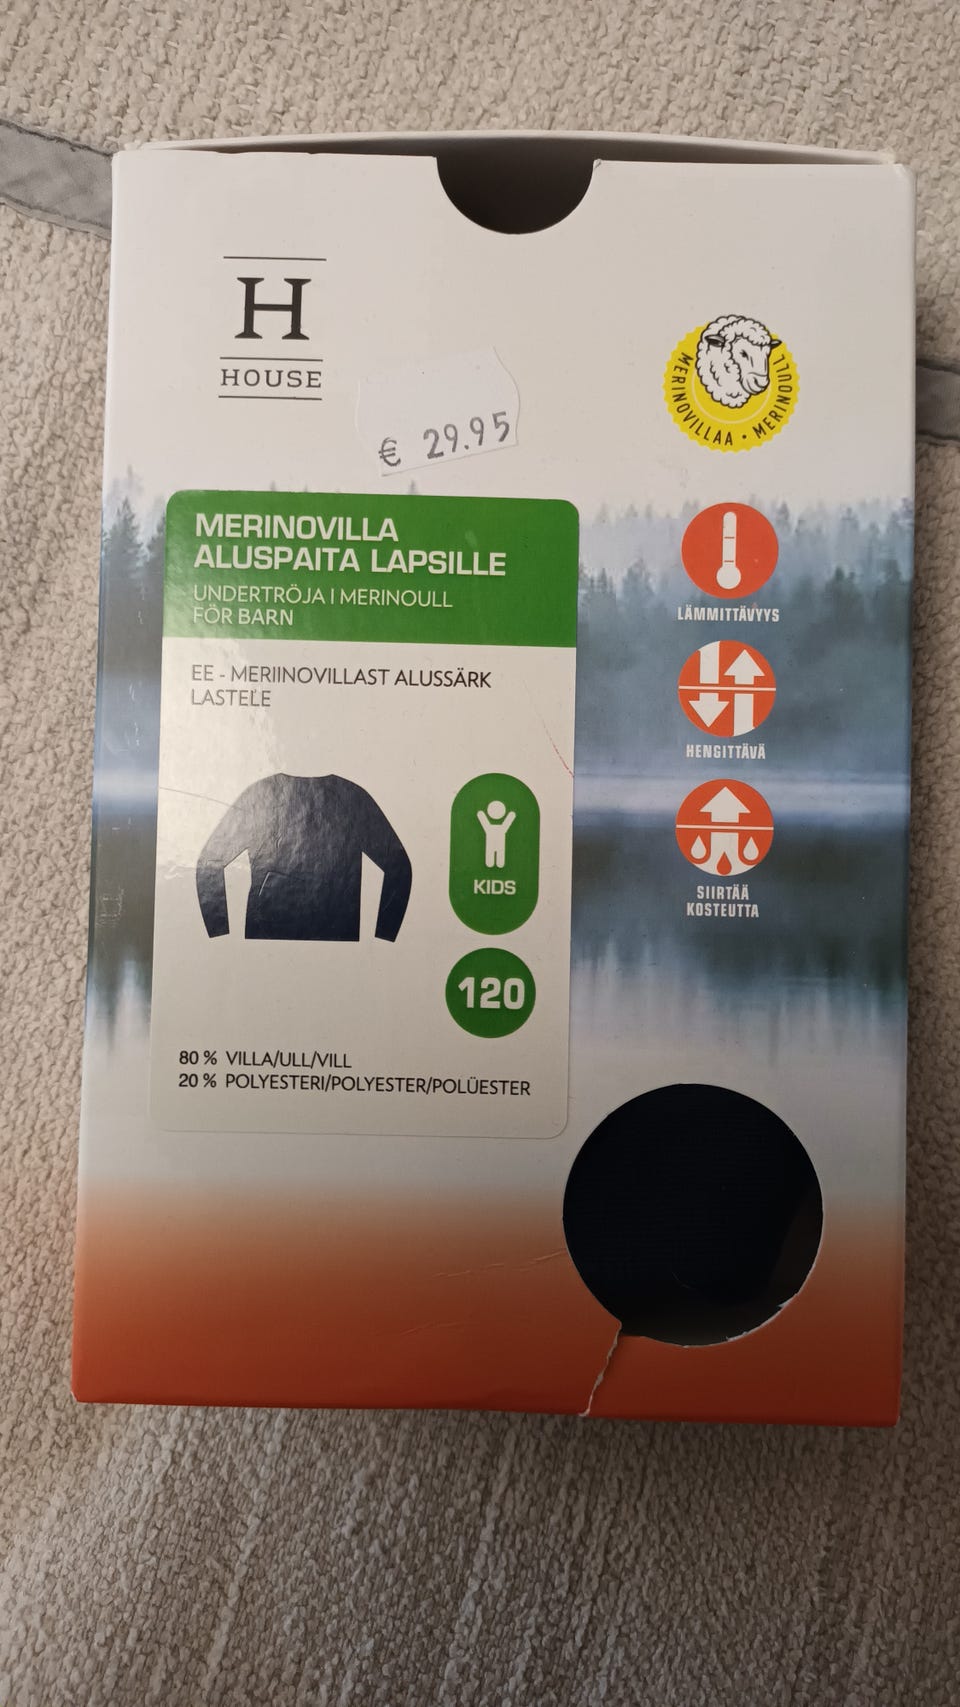 H
HOUSE
€ 29.95
MERINOVILLAA • MERINOULL
MERINOVILLA
ALUSPAITA LAPSILLE
UNDERTRÖJA I MERINOULL
FÖR BARN
EE - MERIINOVILLAST ALUSSÄRK
LASTELE
KIDS
120
80 % VILLA/ULL/VILL
20 % POLYESTERI/POLYESTER/POLÜESTER
LÄMMITTÄVYYS
HENGITTÄVÄ
SIIRTÄÄ
KOSTEUTTA